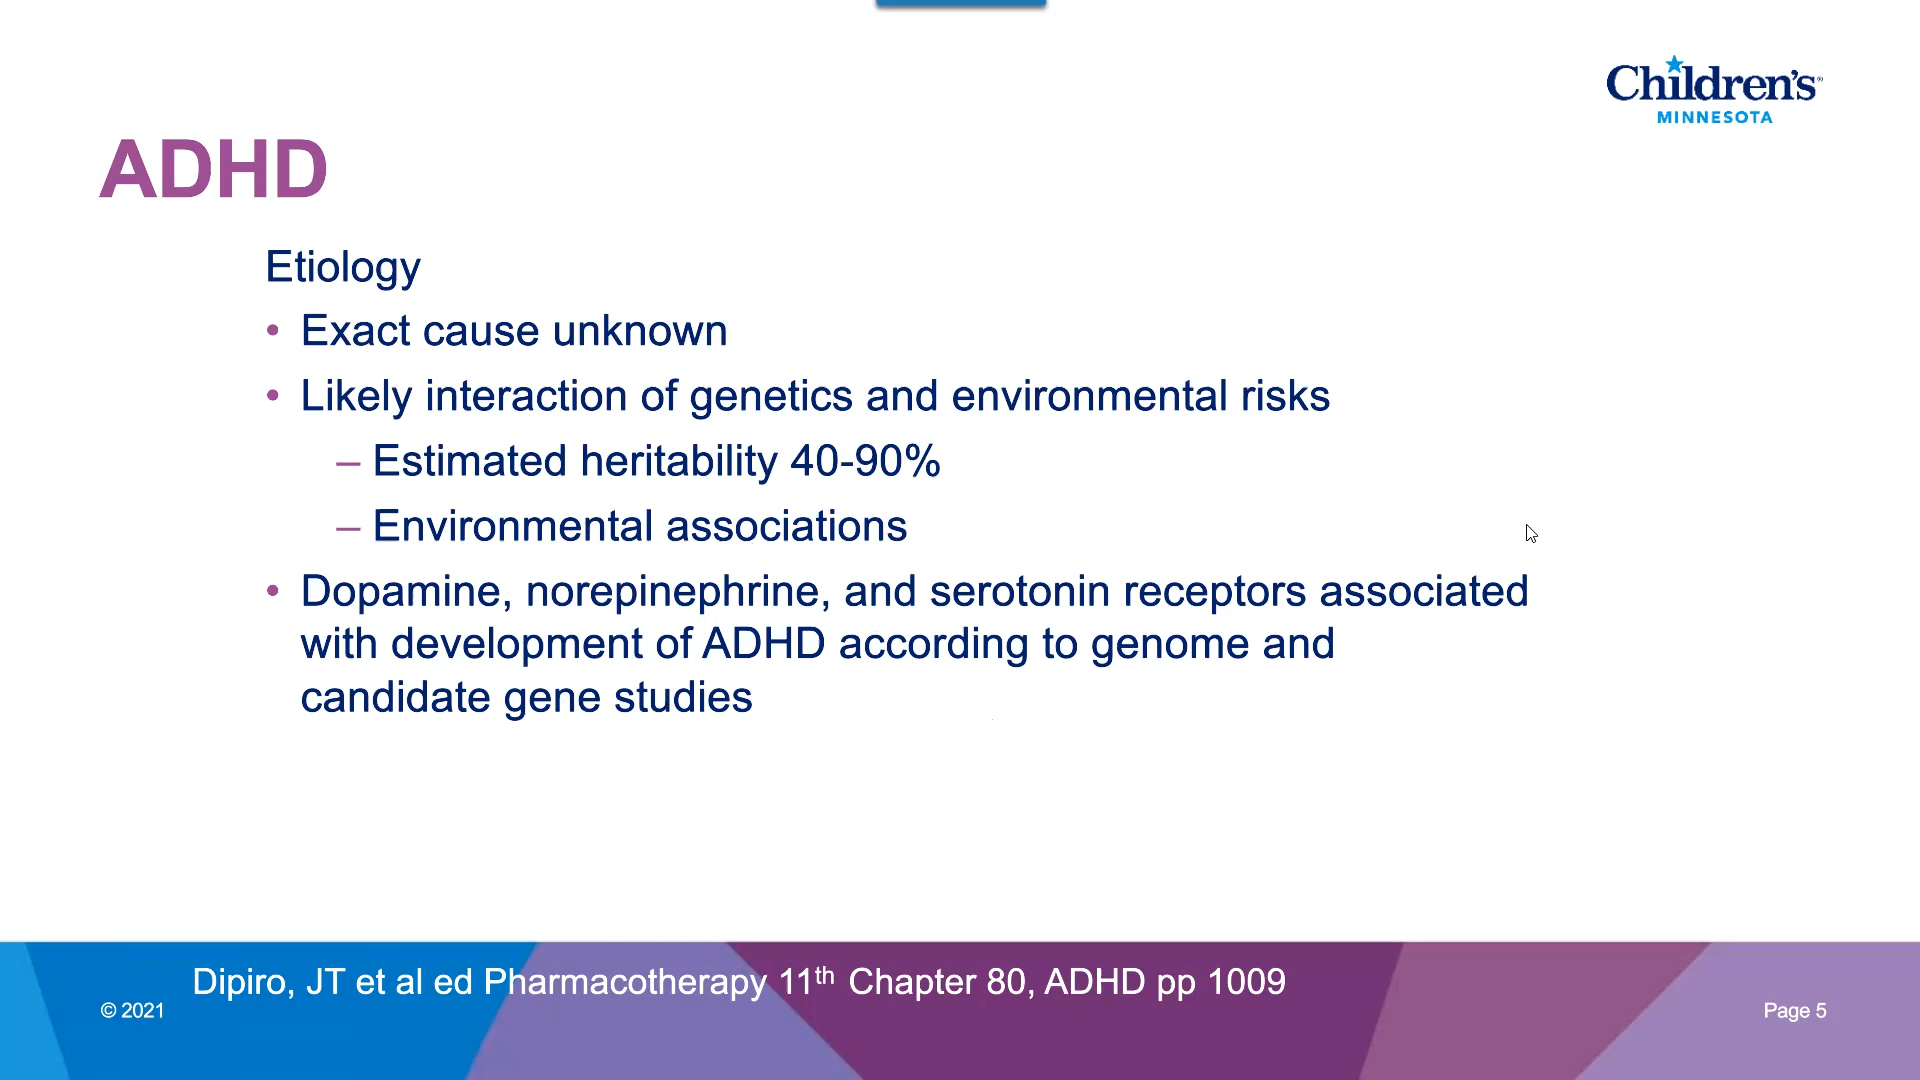 Children's
MINNESOTA
ADHD
Etiology
• Exact cause unknown
• Likely interaction of genetics and environmental risks
– Estimated heritability 40-90%
– Environmental associations
• Dopamine, norepinephrine, and serotonin receptors associated
with development of ADHD according to genome and
candidate gene studies
Dipiro, JT et al ed Pharmacotherapy 11th Chapter 80, ADHD pp 1009
© 2021
Page 5